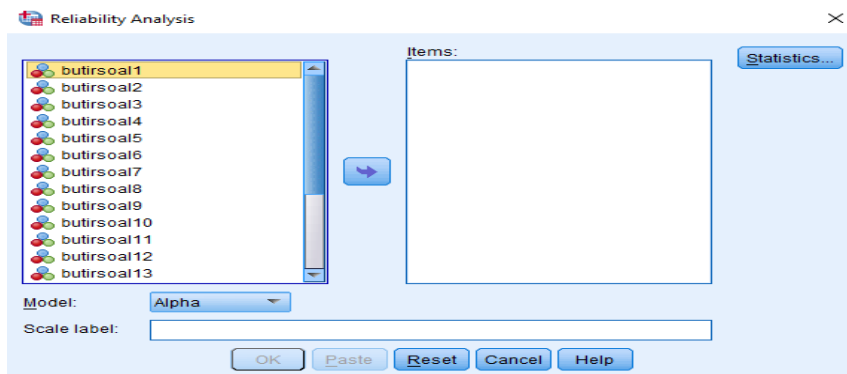 Reliability Analysis
Items:
Statistics...
butirsoal1
butirsoal2
butirsoal3
butirsoal4
butirsoal5
butirsoal6
butirsoal7
butirsoal8
butirsoal9
butirsoal10
butirsoal11
butirsoal12
butirsoal13
Model: Alpha
Scale label:
OK Paste Reset Cancel Help